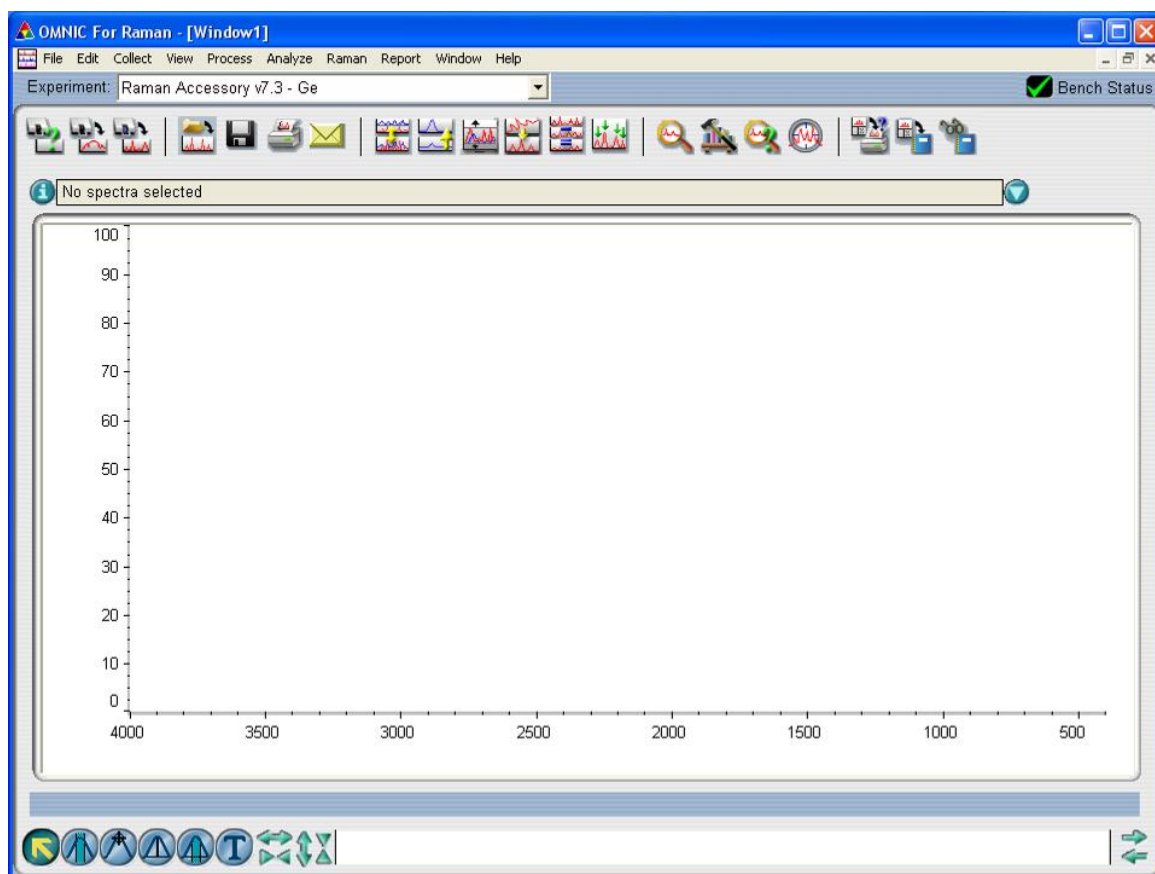 OMNIC For Raman - [Window1]
File Edit Collect View Process Analyze Raman Report Window Help
Experiment: Raman Accessory v7.3 - Ge
Bench Status
No spectra selected
100
90
80
70
60
50
40
30
20
10
0
4000 3500 3000 2500 2000 1500 1000 500
T